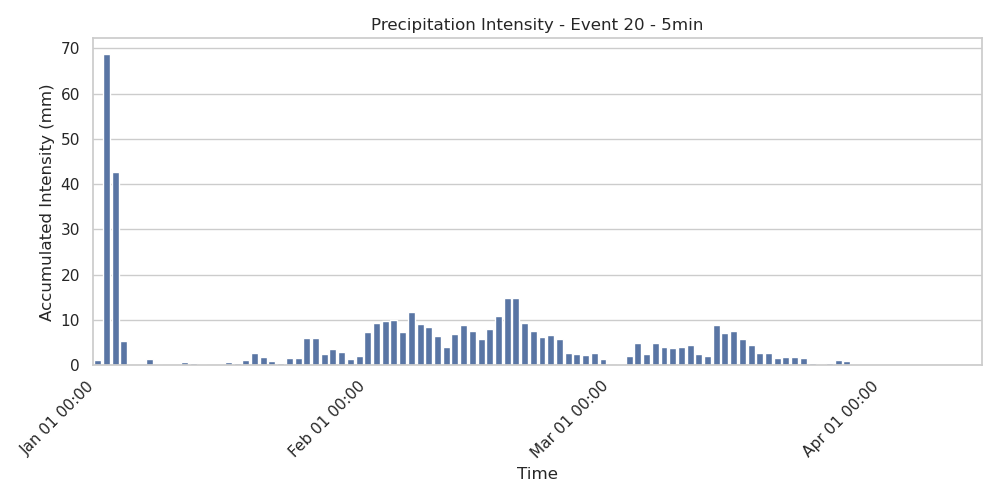 Precipitation Intensity - Event 20 - 5min
Accumulated Intensity (mm)
70
60
50
40
30
20
10
0
Jan 01 00:00
Feb 01 00:00
Mar 01 00:00
Apr 01 00:00
Time